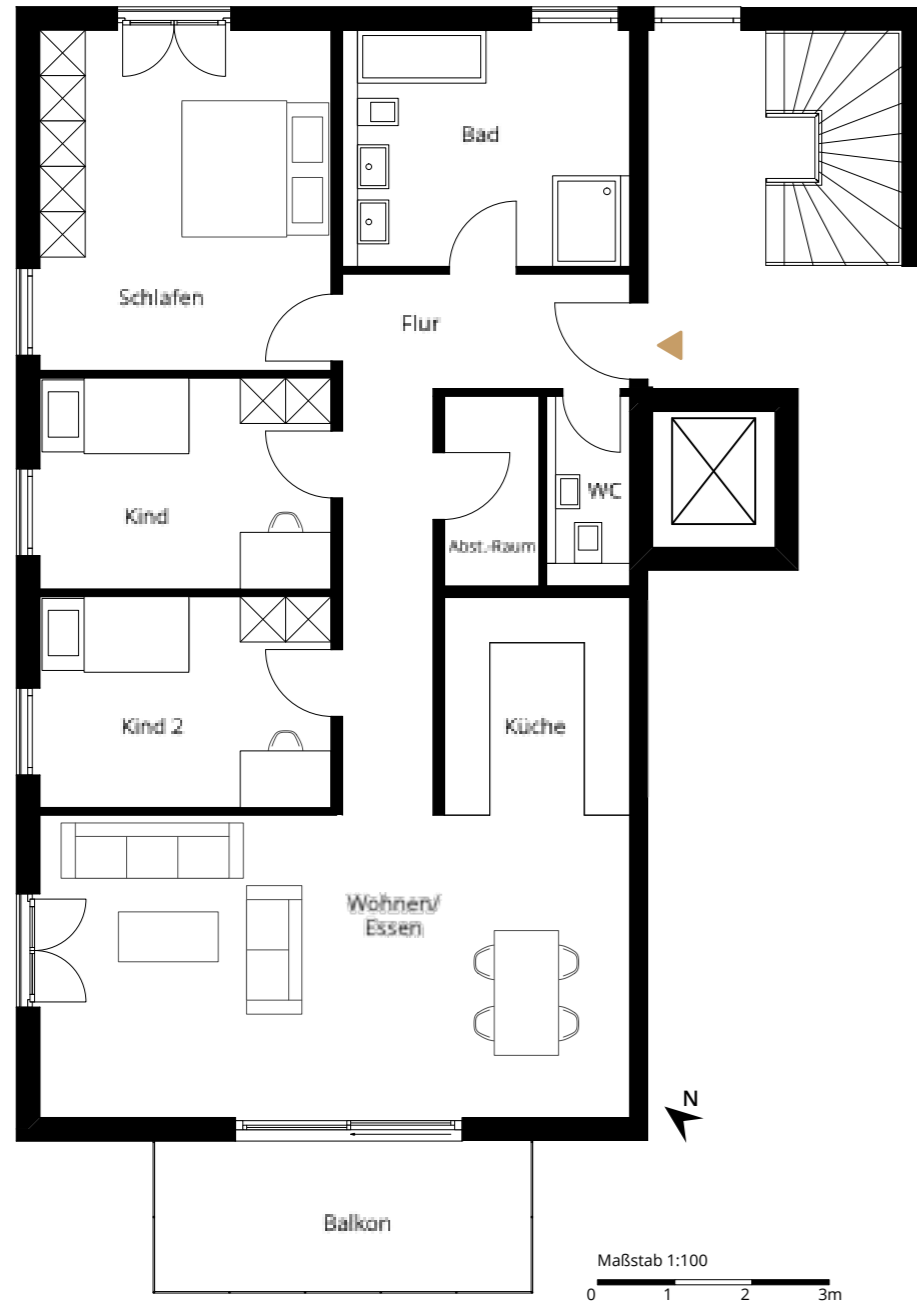 Bad
Schlafen
Flur
Kind
WC
Abst.-Raum
Kind 2
Küche
Wohnen/
Essen
N
Balkon
Maßstab 1:100
0 1 2 3m